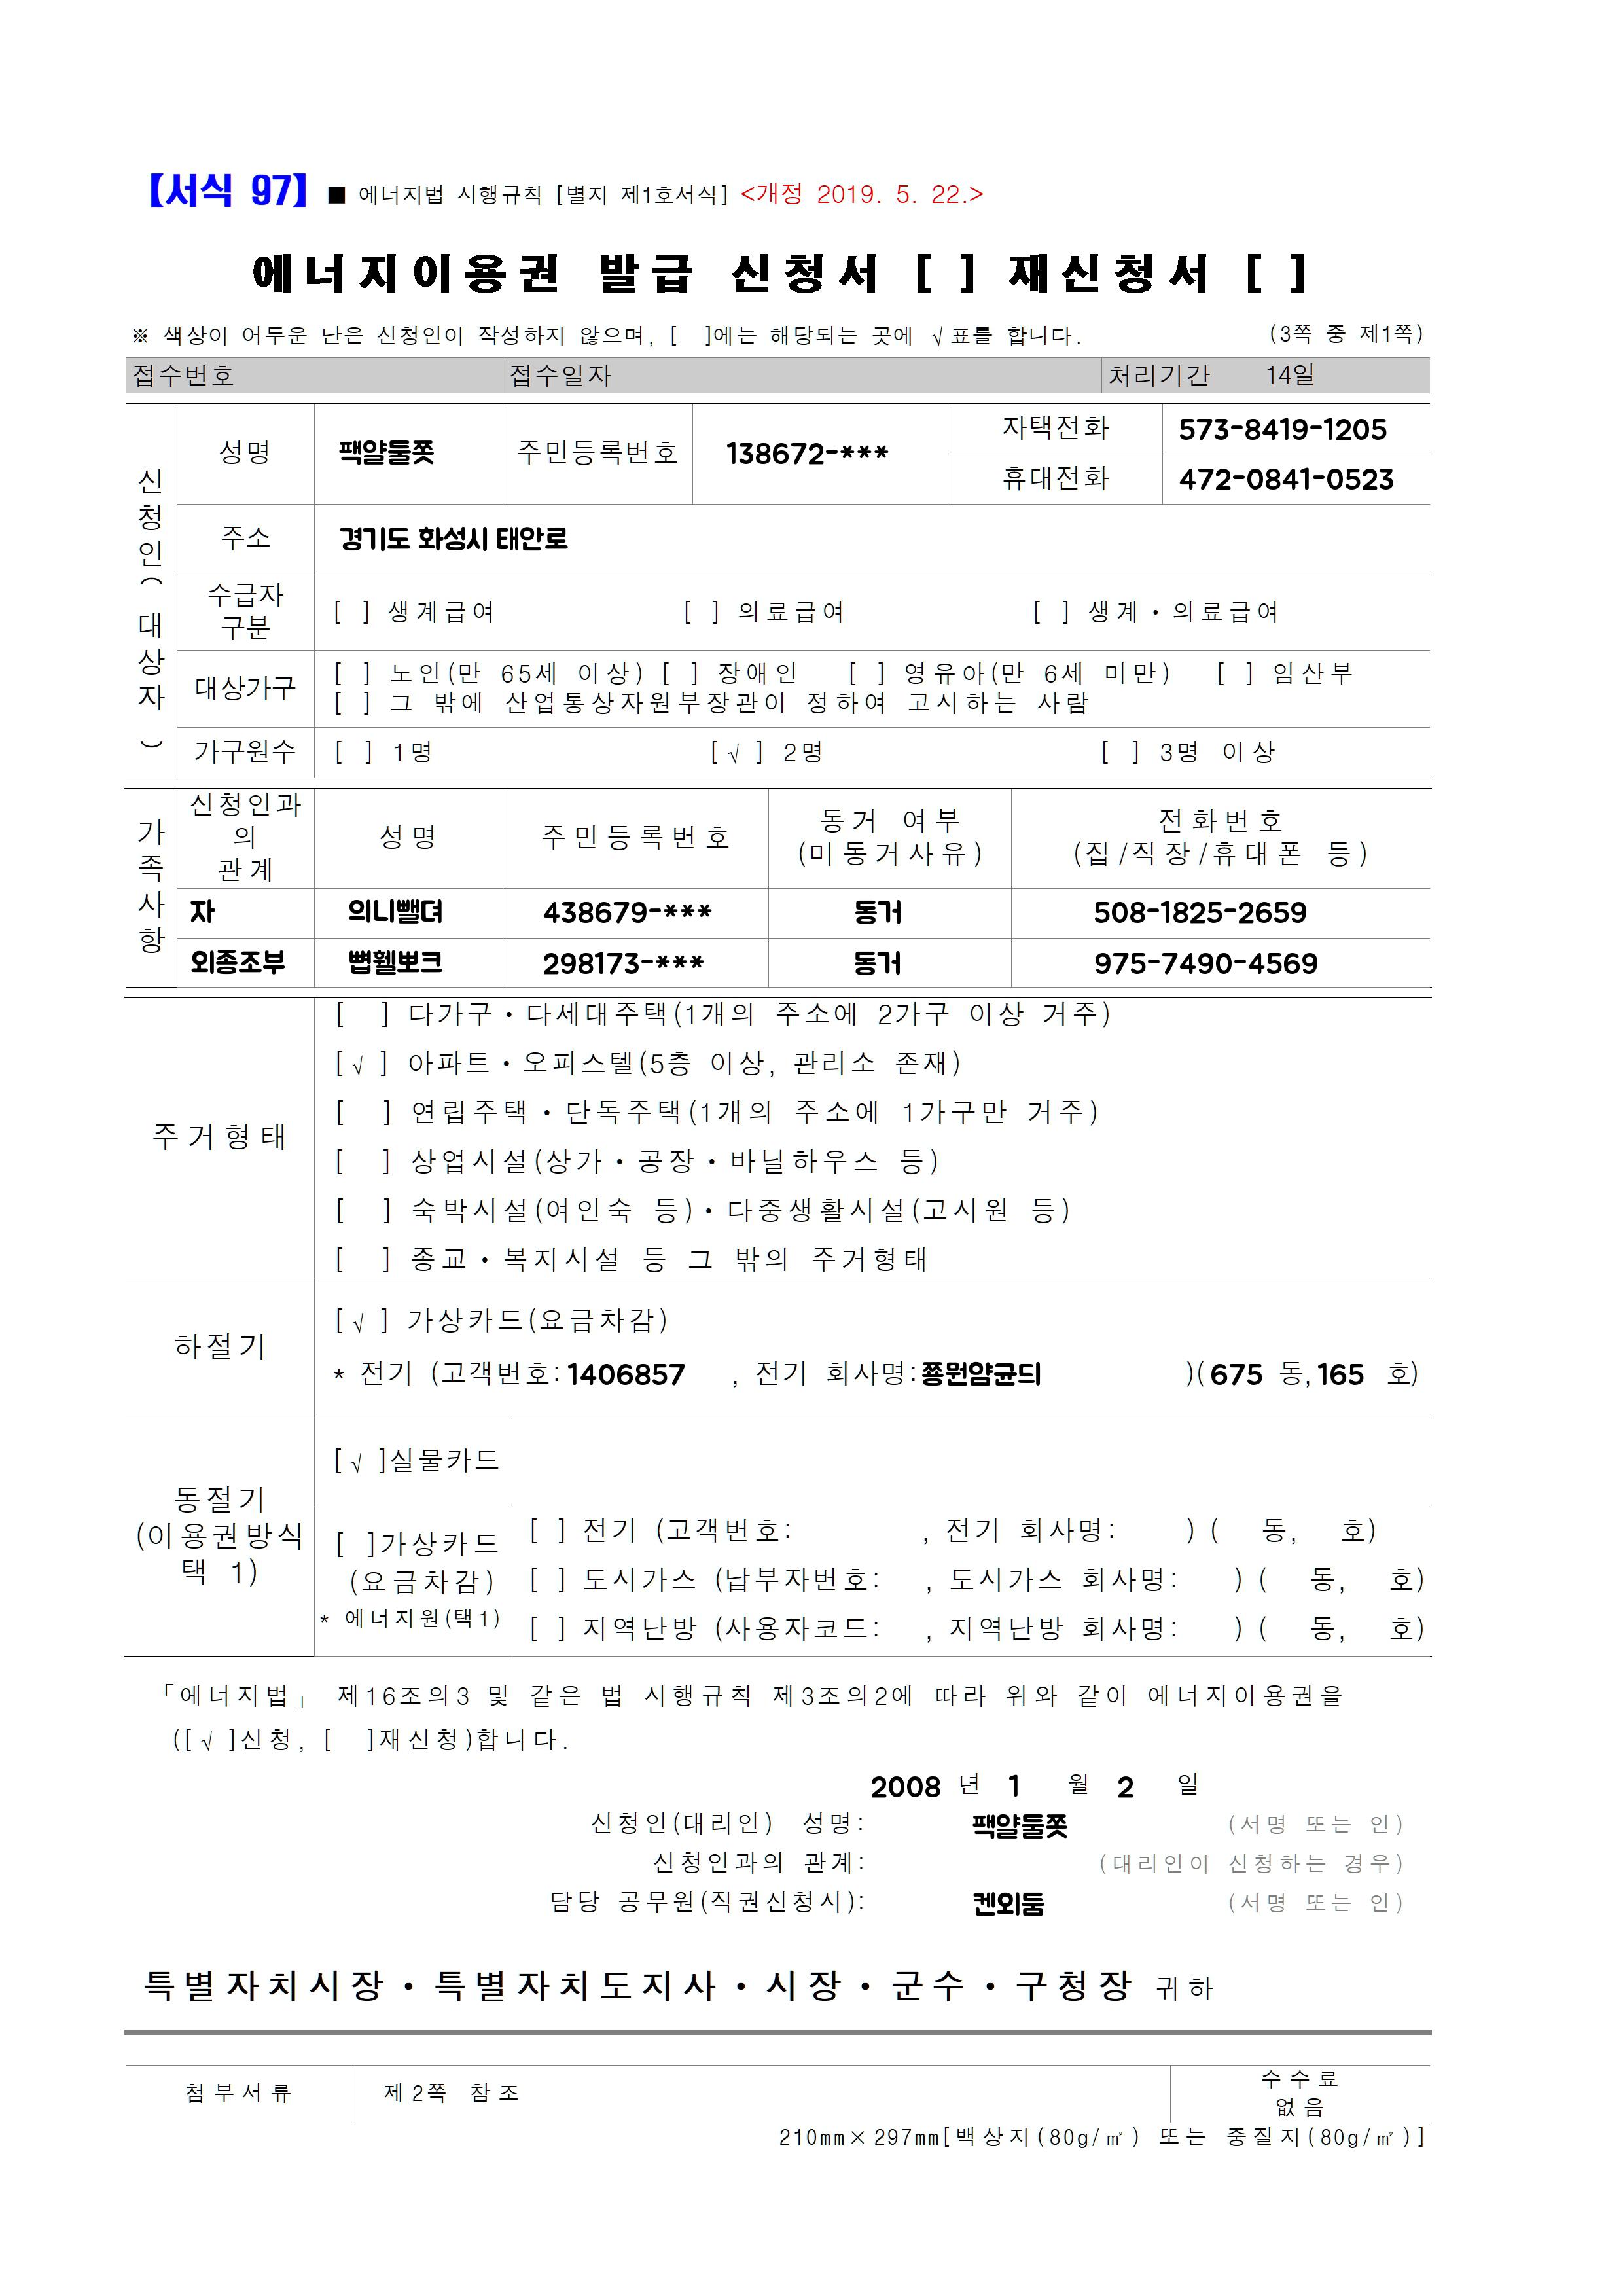 【서식 97】 ■ 에너지법 시행규칙 [별지 제1호서식] <개정 2019. 5. 22.>
에너지이용권 발급 신청서 [ ] 재신청서 [ ]
※ 색상이 어두운 난은 신청인이 작성하지 않으며, [ ]에는 해당되는 곳에 √표를 합니다. (3쪽 중 제1쪽)
접수번호 접수일자 처리기간 14일
신청인(대상자)
성명 팩얄둘쫏 주민등록번호 138672-*** 자택전화 573-8419-1205
휴대전화 472-0841-0523
주소 경기도 화성시 태안로
수급자 구분 [ ] 생계급여 [ ] 의료급여 [ ] 생계·의료급여
대상가구 [ ] 노인(만 65세 이상) [ ] 장애인 [ ] 영유아(만 6세 미만) [ ] 임산부
[ ] 그 밖에 산업통상자원부장관이 정하여 고시하는 사람
가구원수 [ ] 1명 [√] 2명 [ ] 3명 이상
가족사항
신청인과의 관계 성명 주민등록번호 동거 여부 (미동거사유) 전화번호 (집/직장/휴대폰 등)
자 의니뺄뎌 438679-*** 동거 508-1825-2659
외종조부 뼙휄뽀크 298173-*** 동거 975-7490-4569
주거형태
[ ] 다가구·다세대주택(1개의 주소에 2가구 이상 거주)
[√] 아파트·오피스텔(5층 이상, 관리소 존재)
[ ] 연립주택·단독주택(1개의 주소에 1가구만 거주)
[ ] 상업시설(상가·공장·바닐하우스 등)
[ ] 숙박시설(여인숙 등)·다중생활시설(고시원 등)
[ ] 종교·복지시설 등 그 밖의 주거형태
하절기
[√] 가상카드(요금차감)
* 전기 (고객번호: 1406857 , 전기 회사명: 쫑뭔얌균듸 )( 675 동, 165 호)
동절기
(이용권방식
택 1)
[√]실물카드
[ ]가상카드
(요금차감)
* 에너지원(택1)
[ ] 전기 (고객번호: , 전기 회사명: ) ( 동, 호)
[ ] 도시가스 (납부자번호: , 도시가스 회사명: ) ( 동, 호)
[ ] 지역난방 (사용자코드: , 지역난방 회사명: ) ( 동, 호)
「에너지법」 제16조의3 및 같은 법 시행규칙 제3조의2에 따라 위와 같이 에너지이용권을
([√]신청, [ ]재신청)합니다.
2008 년 1 월 2 일
신청인(대리인) 성명: 팩얄둘쫏 (서명 또는 인)
신청인과의 관계: (대리인이 신청하는 경우)
담당 공무원(직권신청시): 켄외둠 (서명 또는 인)
특별자치시장·특별자치도지사·시장·군수·구청장 귀하
첨부서류 제2쪽 참조 수수료 없음
210mm×297mm[백상지(80g/㎡) 또는 중질지(80g/㎡)]